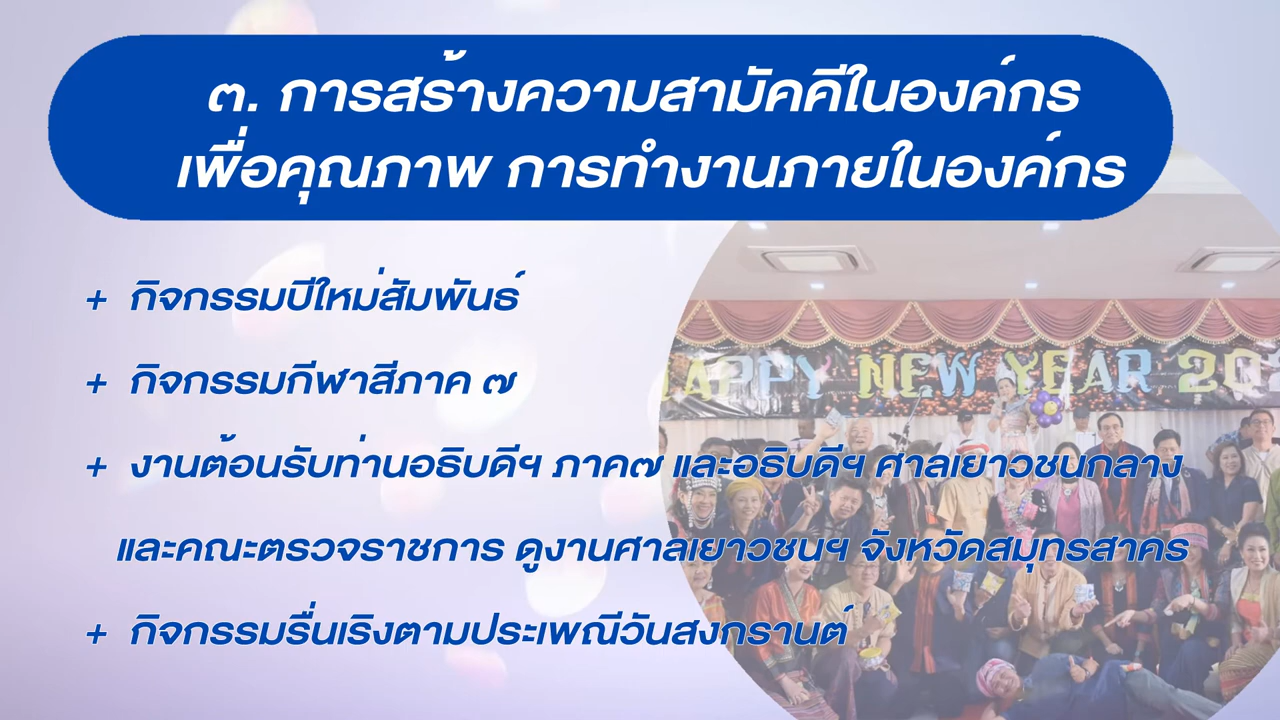 ๓. การสร้างความสามัคคีในองค์กร
เพื่อคุณภาพ การทำงานภายในองค์กร
+ กิจกรรมปีใหม่สัมพันธ์
+ กิจกรรมกีฬาสีภาค ๗
+ งานต้อนรับท่านอธิบดีฯ ภาค๗ และอธิบดีฯ ศาลเยาวชนกลาง
และคณะตรวจราชการ ดูงานศาลเยาวชนฯ จังหวัดสมุทรสาคร
+ กิจกรรมรื่นเริงตามประเพณีวันสงกรานต์
HAPPY NEW YEAR